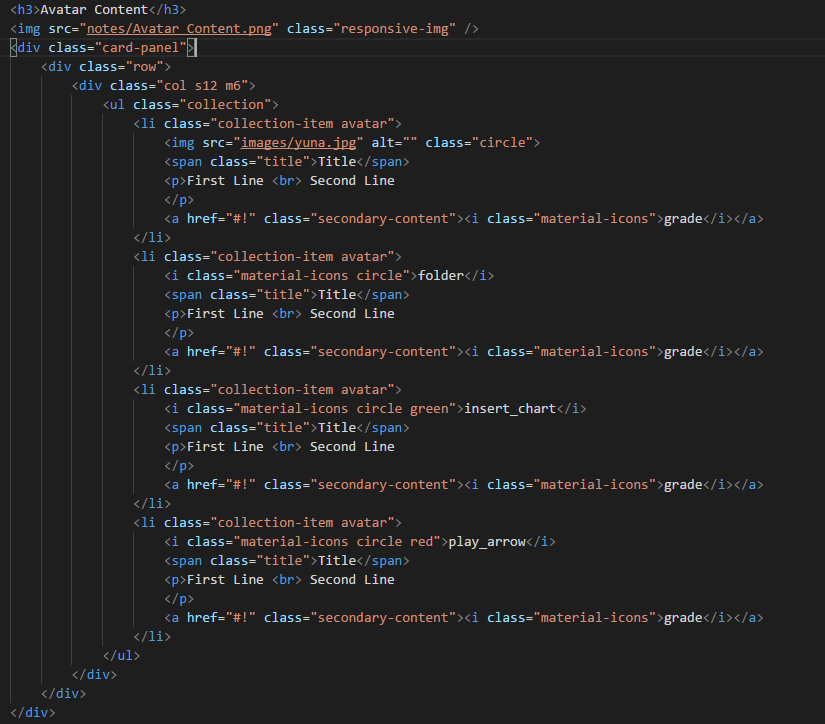 <h3>Avatar Content</h3>
<img src="notes/Avatar Content.png" class="responsive-img" />
<div class="card-panel">
<div class="row">
<div class="col s12 m6">
<ul class="collection">
<li class="collection-item avatar">
<img src="images/yuna.jpg" alt="" class="circle">
<span class="title">Title</span>
<p>First Line <br> Second Line
</p>
<a href="#!" class="secondary-content"><i class="material-icons">grade</i></a>
</li>
<li class="collection-item avatar">
<i class="material-icons circle">folder</i>
<span class="title">Title</span>
<p>First Line <br> Second Line
</p>
<a href="#!" class="secondary-content"><i class="material-icons">grade</i></a>
</li>
<li class="collection-item avatar">
<i class="material-icons circle green">insert_chart</i>
<span class="title">Title</span>
<p>First Line <br> Second Line
</p>
<a href="#!" class="secondary-content"><i class="material-icons">grade</i></a>
</li>
<li class="collection-item avatar">
<i class="material-icons circle red">play_arrow</i>
<span class="title">Title</span>
<p>First Line <br> Second Line
</p>
<a href="#!" class="secondary-content"><i class="material-icons">grade</i></a>
</li>
</ul>
</div>
</div>
</div>